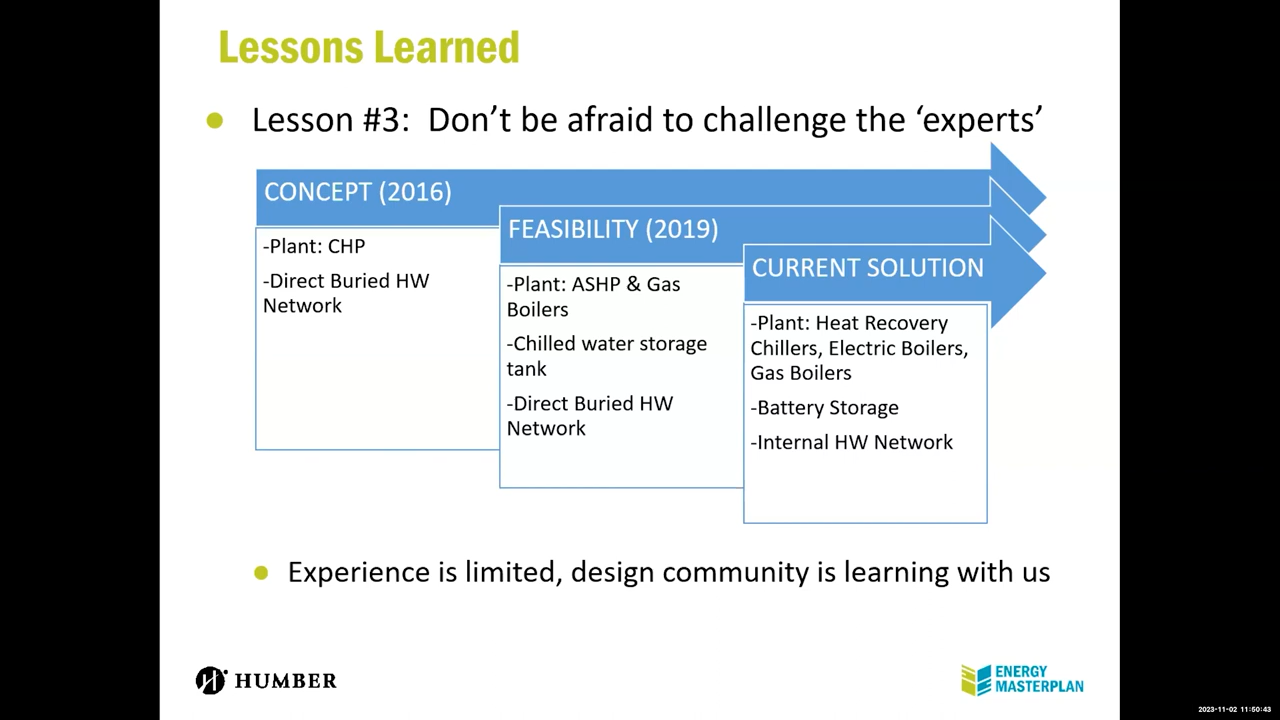 Lessons Learned
● Lesson #3: Don’t be afraid to challenge the ‘experts’
CONCEPT (2016)
-Plant: CHP
-Direct Buried HW
Network
FEASIBILITY (2019)
-Plant: ASHP & Gas
Boilers
-Chilled water storage
tank
-Direct Buried HW
Network
CURRENT SOLUTION
-Plant: Heat Recovery
Chillers, Electric Boilers,
Gas Boilers
-Battery Storage
-Internal HW Network
● Experience is limited, design community is learning with us
HUMBER
ENERGY
MASTERPLAN
2023-11-02 11:50:43